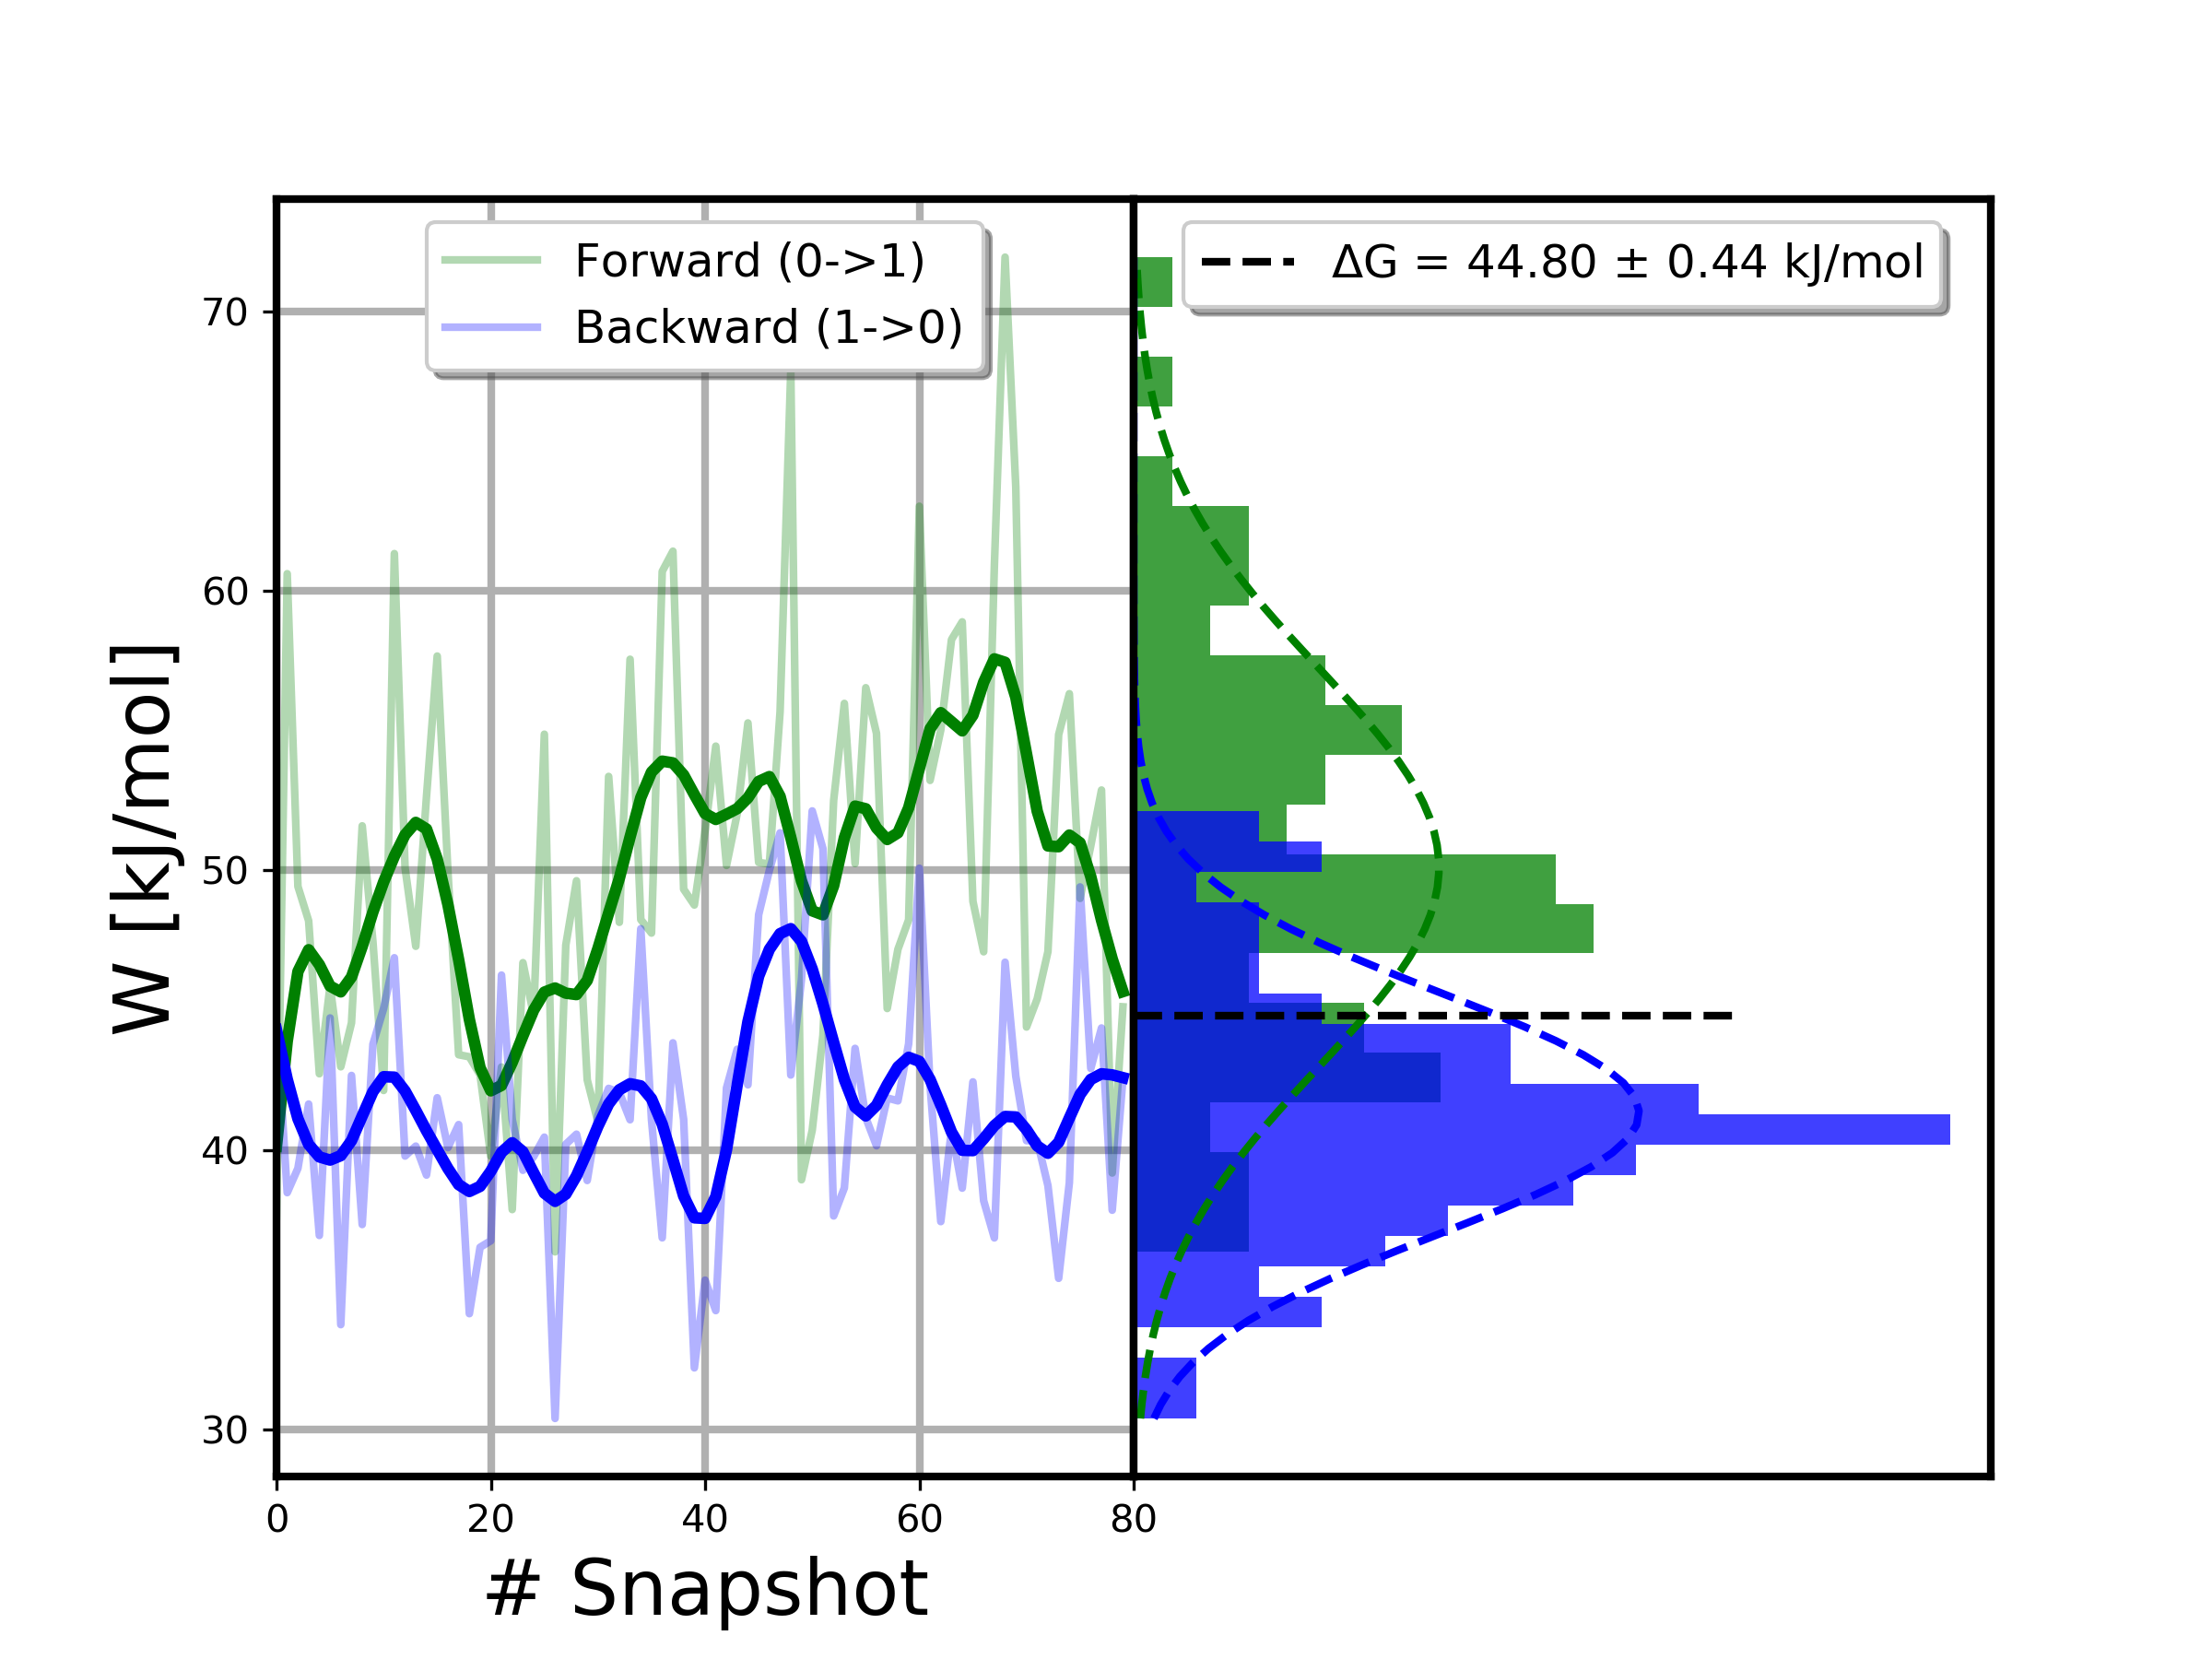 Forward (0->1)
Backward (1->0)
ΔG = 44.80 ± 0.44 kJ/mol
W [kJ/mol]
70
60
50
40
30
0
20
40
60
80
# Snapshot